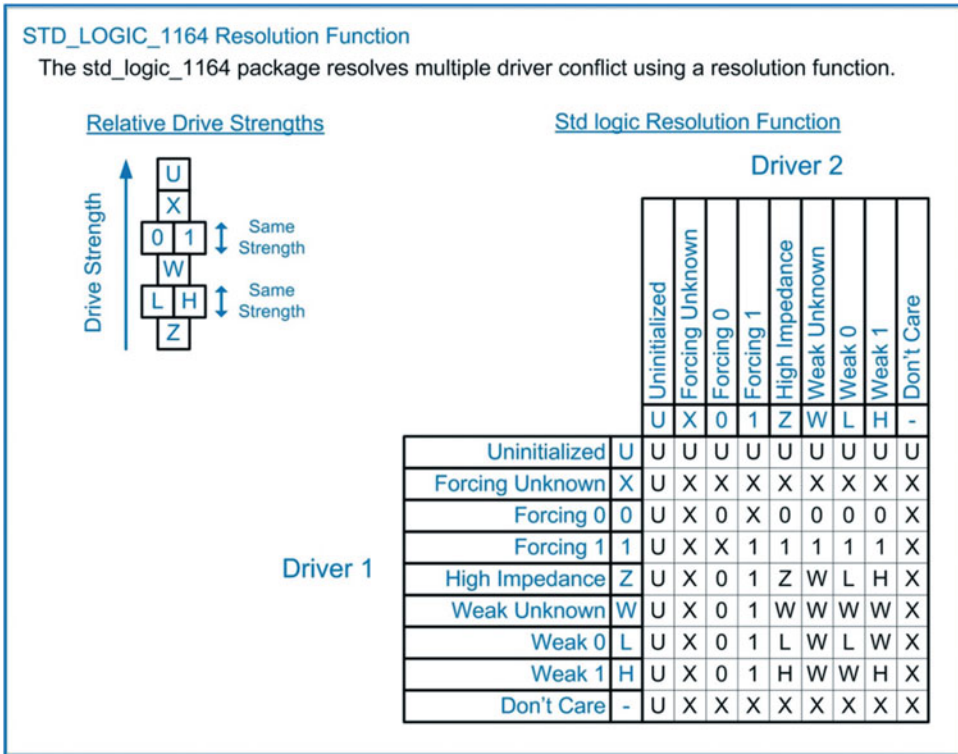 STD_LOGIC_1164 Resolution Function
The std_logic_1164 package resolves multiple driver conflict using a resolution function.
Relative Drive Strengths
Drive Strength
U
X
0 1
Same
Strength
W
L H
Same
Strength
Z
Std logic Resolution Function
Driver 2
Uninitialized
Forcing Unknown
Forcing 0
Forcing 1
High Impedance
Weak Unknown
Weak 0
Weak 1
Don't Care
U X 0 1 Z W L H -
Driver 1
Uninitialized U U U U U U U U U U
Forcing Unknown X U X X X X X X X X
Forcing 0 0 U X 0 X 0 0 0 0 X
Forcing 1 1 U X X 1 1 1 1 1 X
High Impedance Z U X 0 1 Z W L H X
Weak Unknown W U X 0 1 W W W W X
Weak 0 L U X 0 1 L W L W X
Weak 1 H U X 0 1 H W W H X
Don't Care - U X X X X X X X X